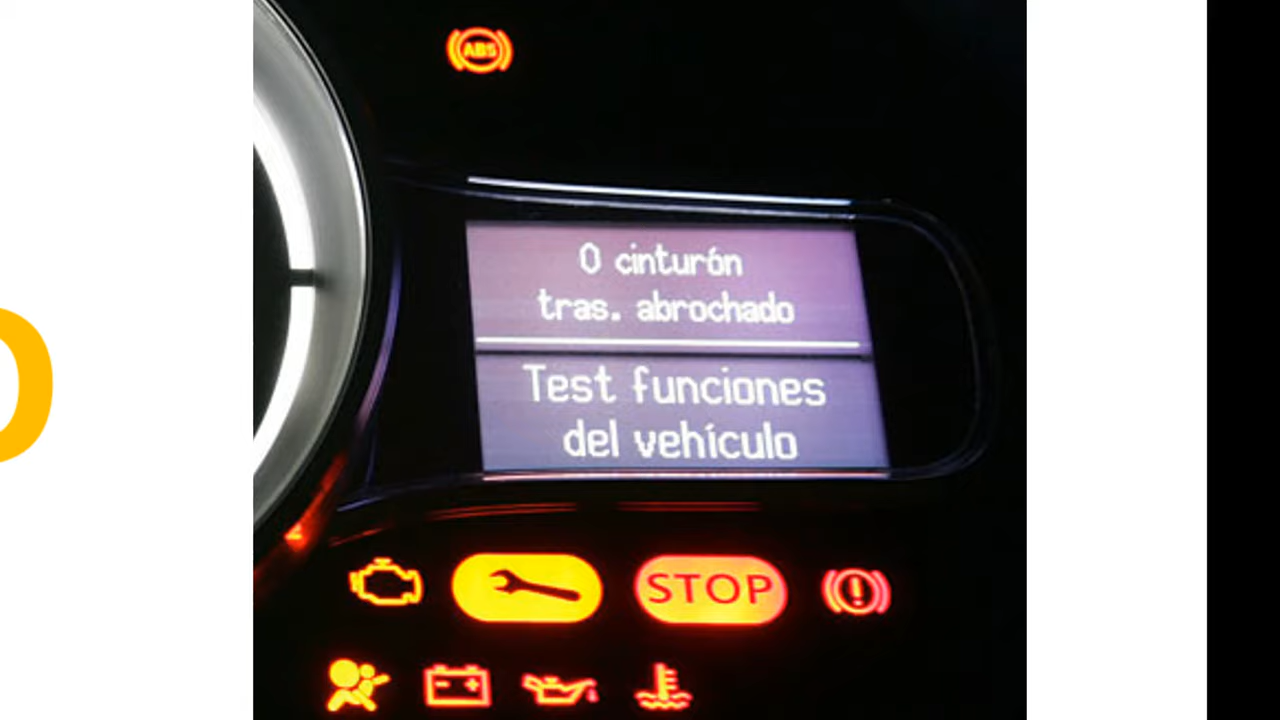 ABS
0 cinturón
tras. abrochado
Test funciones
del vehículo
STOP